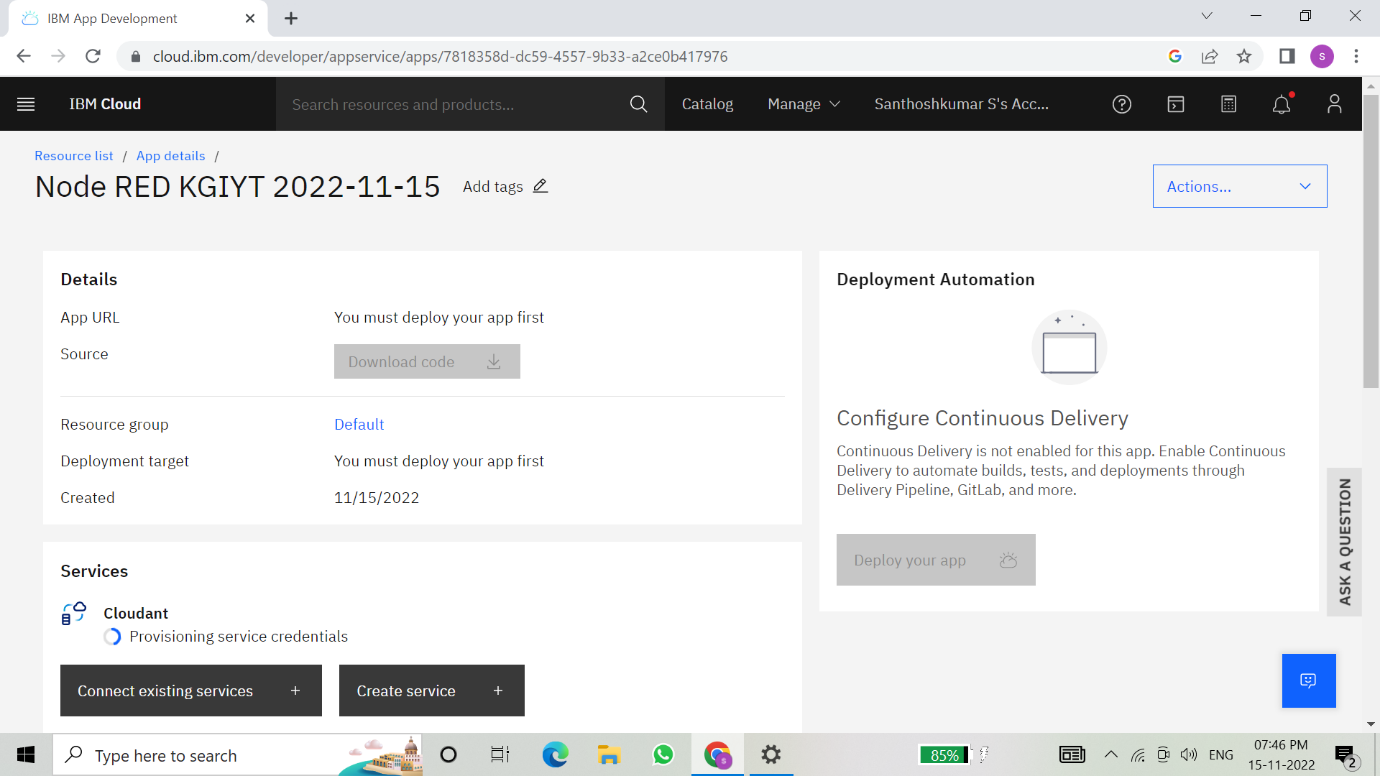 IBM App Development
cloud.ibm.com/developer/appservice/apps/7818358d-dc59-4557-9b33-a2ce0b417976
S
IBM Cloud
Search resources and products...
Catalog
Manage
Santhoshkumar S's Acc...
Resource list / App details /
Node RED KGIYT 2022-11-15
Add tags
Actions...
Details
App URL You must deploy your app first
Source Download code
Resource group Default
Deployment target You must deploy your app first
Created 11/15/2022
Deployment Automation
Configure Continuous Delivery
Continuous Delivery is not enabled for this app. Enable Continuous
Delivery to automate builds, tests, and deployments through
Delivery Pipeline, GitLab, and more.
Deploy your app
ASK A QUESTION
Services
Cloudant
Provisioning service credentials
Connect existing services +
Create service +
Type here to search
85%
ENG
07:46 PM
15-11-2022
2